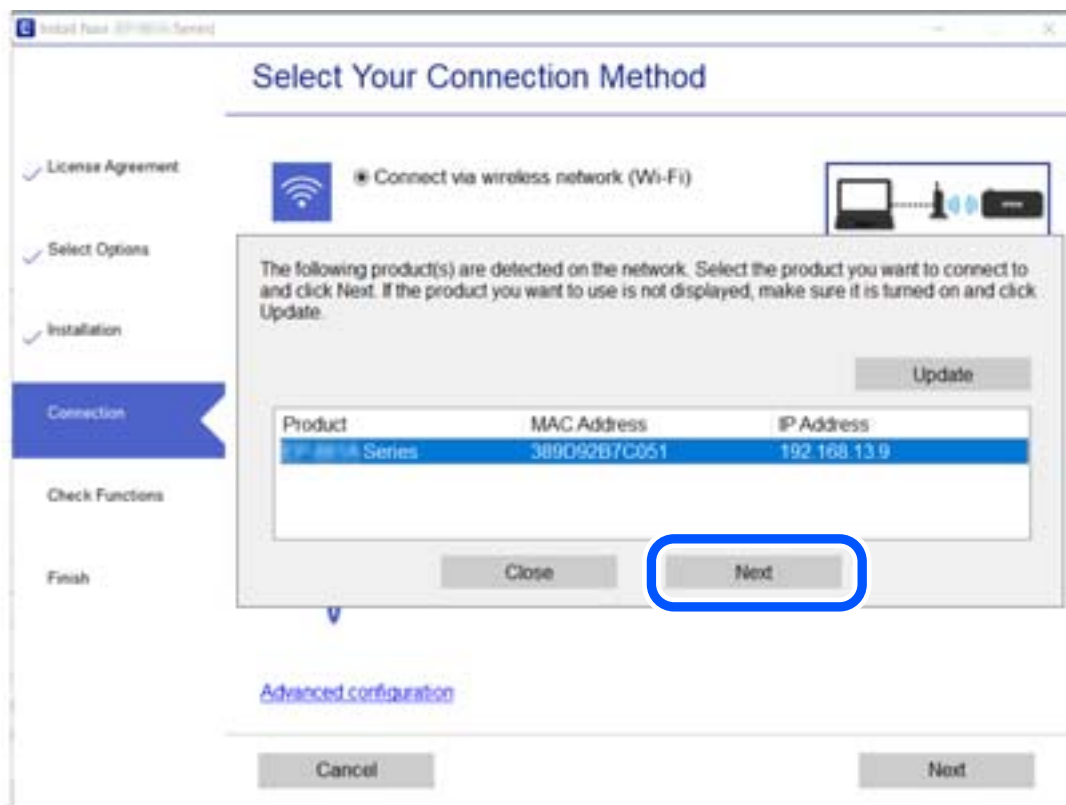 Select Your Connection Method
License Agreement
Select Options
Installation
Connection
Check Functions
Finish
Connect via wireless network (Wi-Fi)
The following product(s) are detected on the network. Select the product you want to connect to
and click Next. If the product you want to use is not displayed, make sure it is turned on and click
Update.
Update
Product MAC Address IP Address
Series 389D92B7C051 192.168.13.9
Close Next
Advanced configuration
Cancel Next